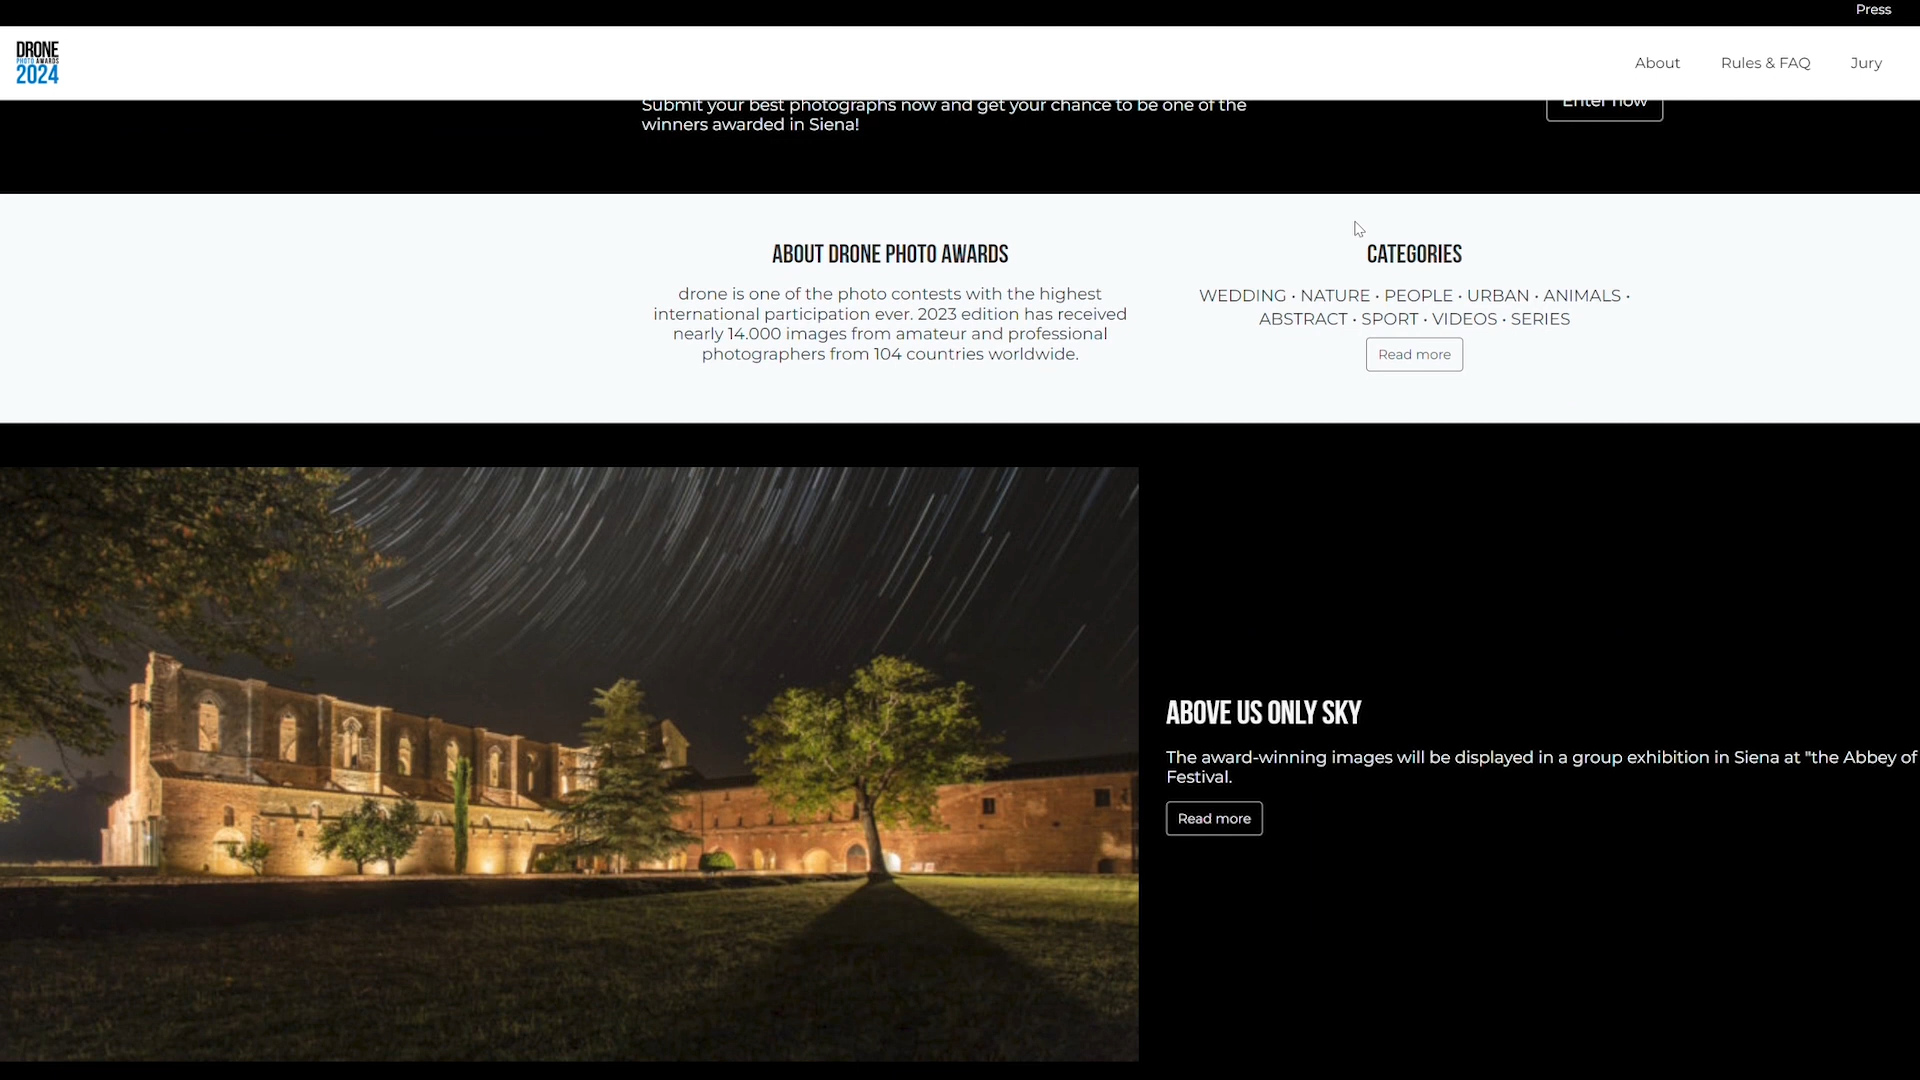 Press
DRONE
PHOTO AWARDS
2024
About
Rules & FAQ
Jury
Submit your best photographs now and get your chance to be one of the
winners awarded in Siena!
Enter now
ABOUT DRONE PHOTO AWARDS
drone is one of the photo contests with the highest
international participation ever. 2023 edition has received
nearly 14.000 images from amateur and professional
photographers from 104 countries worldwide.
CATEGORIES
WEDDING • NATURE • PEOPLE • URBAN • ANIMALS •
ABSTRACT • SPORT • VIDEOS • SERIES
Read more
ABOVE US ONLY SKY
The award-winning images will be displayed in a group exhibition in Siena at "the Abbey of
Festival.
Read more